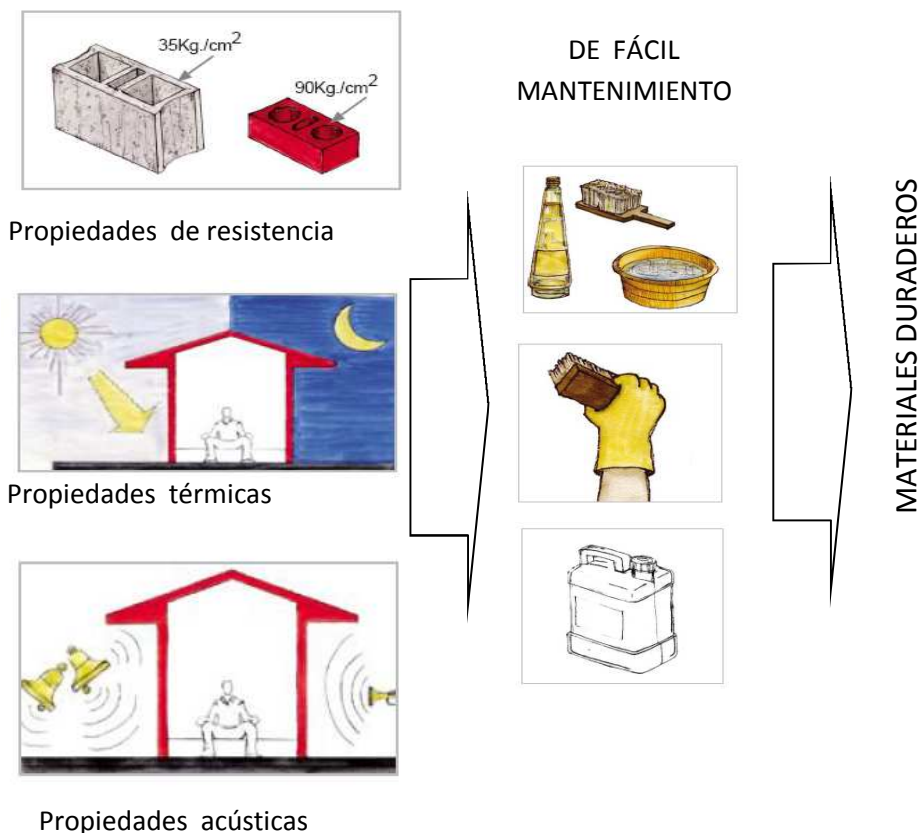 35Kg./cm²
90Kg./cm²
Propiedades de resistencia
Propiedades térmicas
Propiedades acústicas
DE FÁCIL
MANTENIMIENTO
MATERIALES DURADEROS